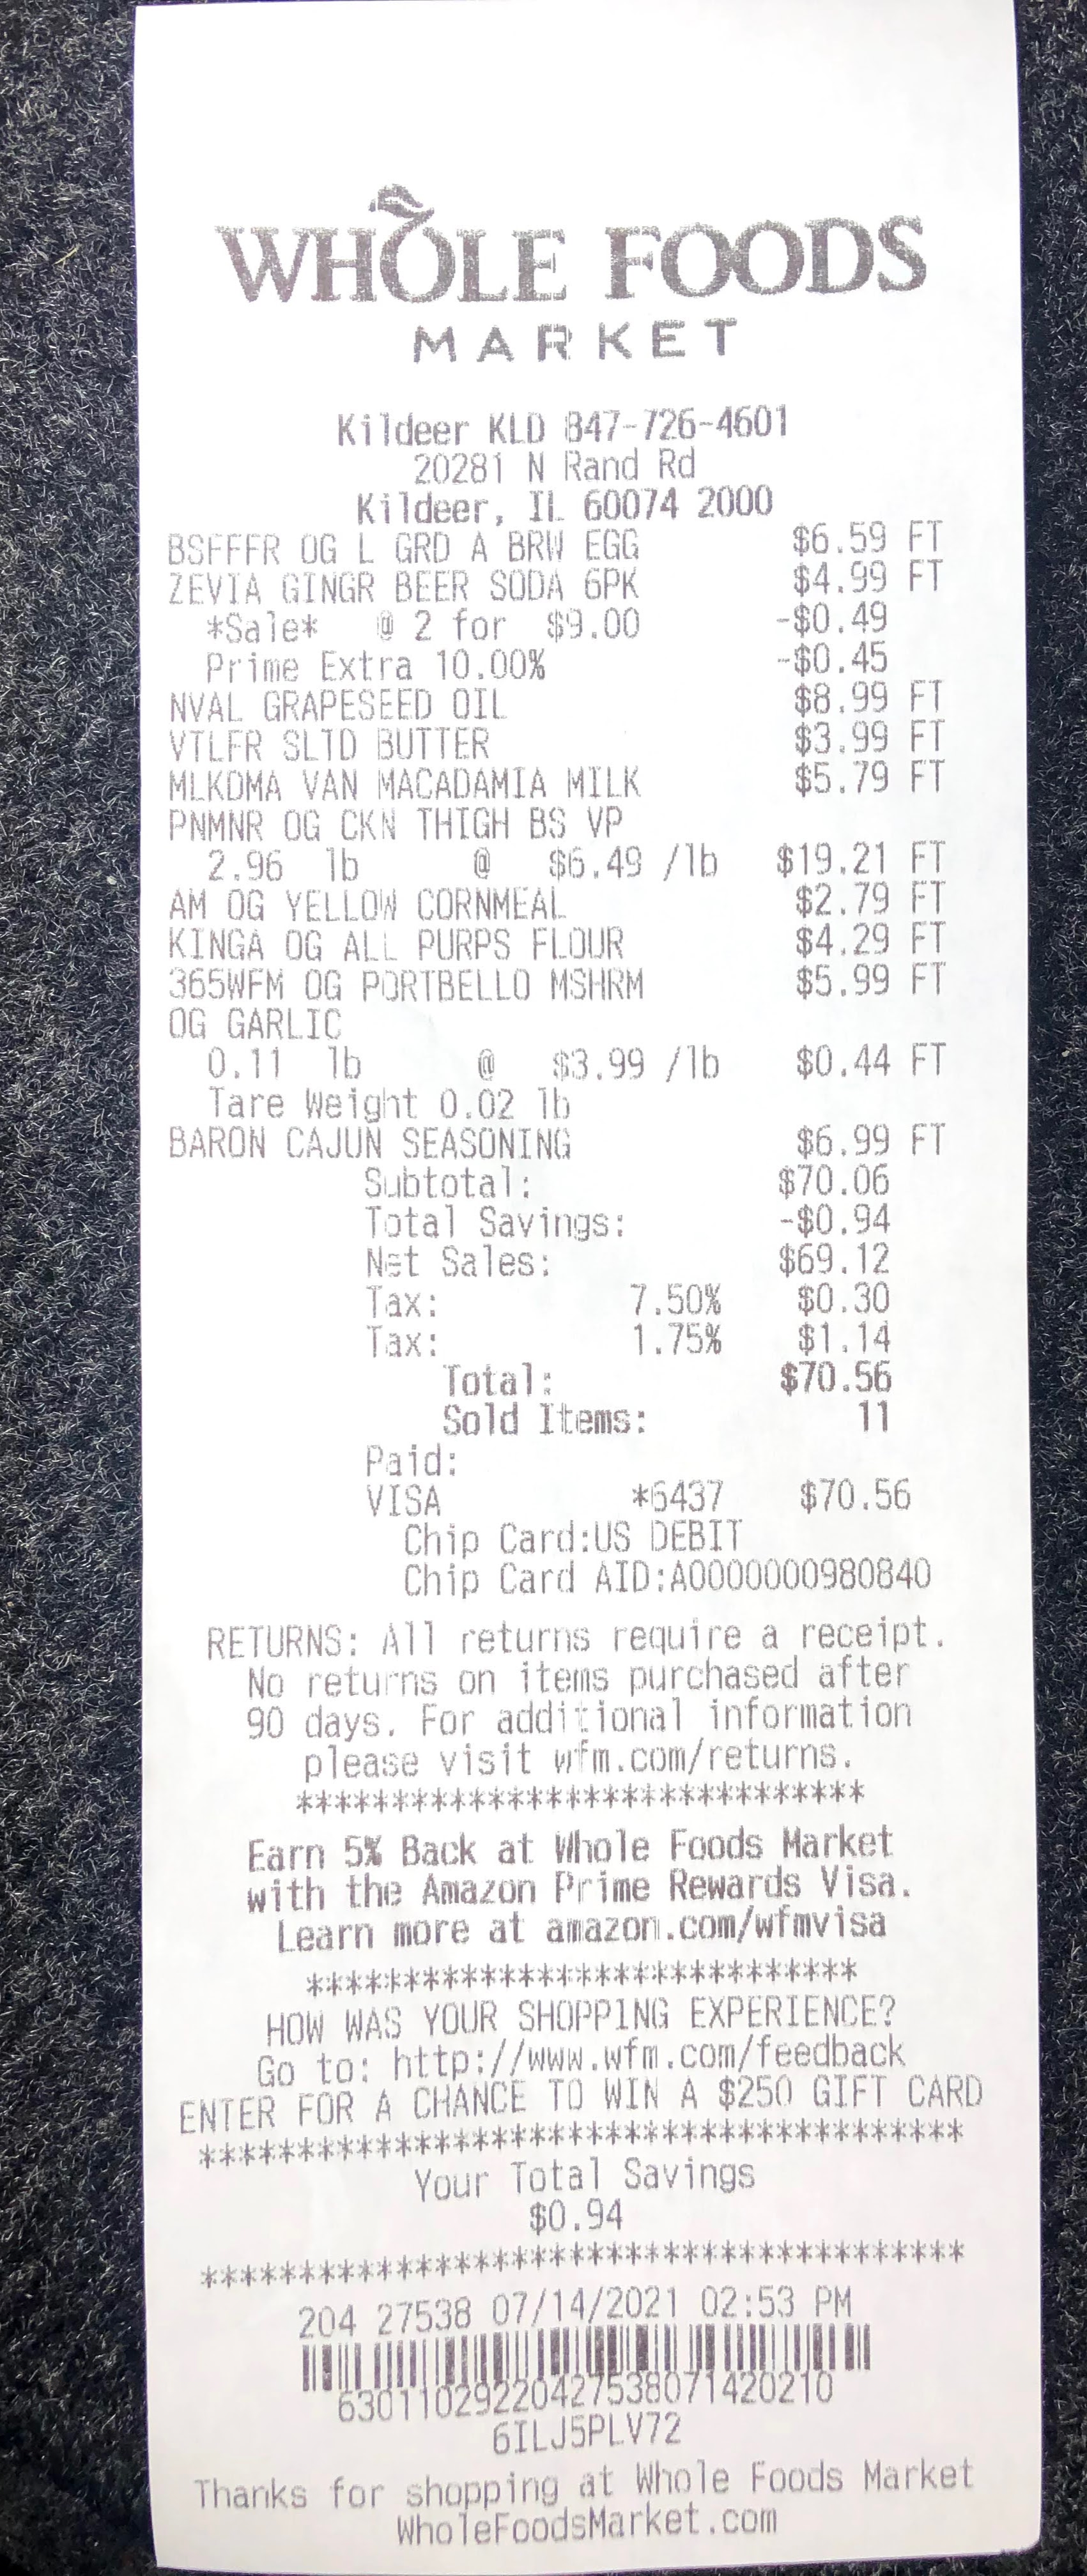 WHOLE FOODS
MARKET
Kildeer KLD 847-726-4601
20281 N Rand Rd
Kildeer, IL 60074 2000
BSFFFR OG L GRD A BRW EGG $6.59 FT
ZEVIA GINGR BEER SODA 6PK $4.99 FT
*Sale* @ 2 for $9.00 -$0.49
Prime Extra 10.00% -$0.45
NVAL GRAPESEED OIL $8.99 FT
VTLFR SLTD BUTTER $3.99 FT
MLKDMA VAN MACADAMIA MILK $5.79 FT
PNMNR OG CKN THIGH BS VP
2.96 lb @ $6.49 /lb $19.21 FT
AM OG YELLOW CORNMEAL $2.79 FT
KINGA OG ALL PURPS FLOUR $4.29 FT
365WFM OG PORTBELLO MSHRM $5.99 FT
OG GARLIC
0.11 lb @ $3.99 /lb $0.44 FT
Tare Weight 0.02 lb
BARON CAJUN SEASONING $6.99 FT
Subtotal: $70.06
Total Savings: -$0.94
Net Sales: $69.12
Tax: 7.50% $0.30
Tax: 1.75% $1.14
Total: $70.56
Sold Items: 11
Paid:
VISA *6437 $70.56
Chip Card:US DEBIT
Chip Card AID:A0000000980840
RETURNS: All returns require a receipt.
No returns on items purchased after
90 days. For additional information
please visit wfm.com/returns.
******************************
Earn 5% Back at Whole Foods Market
with the Amazon Prime Rewards Visa.
Learn more at amazon.com/wfmvisa
*****************************
HOW WAS YOUR SHOPPING EXPERIENCE?
Go to: http://www.wfm.com/feedback
ENTER FOR A CHANCE TO WIN A $250 GIFT CARD
****************************************
Your Total Savings
$0.94
****************************************
204 27538 07/14/2021 02:53 PM
63011029220427538071420210
6ILJ5PLV72
Thanks for shopping at Whole Foods Market
WholeFoodsMarket.com